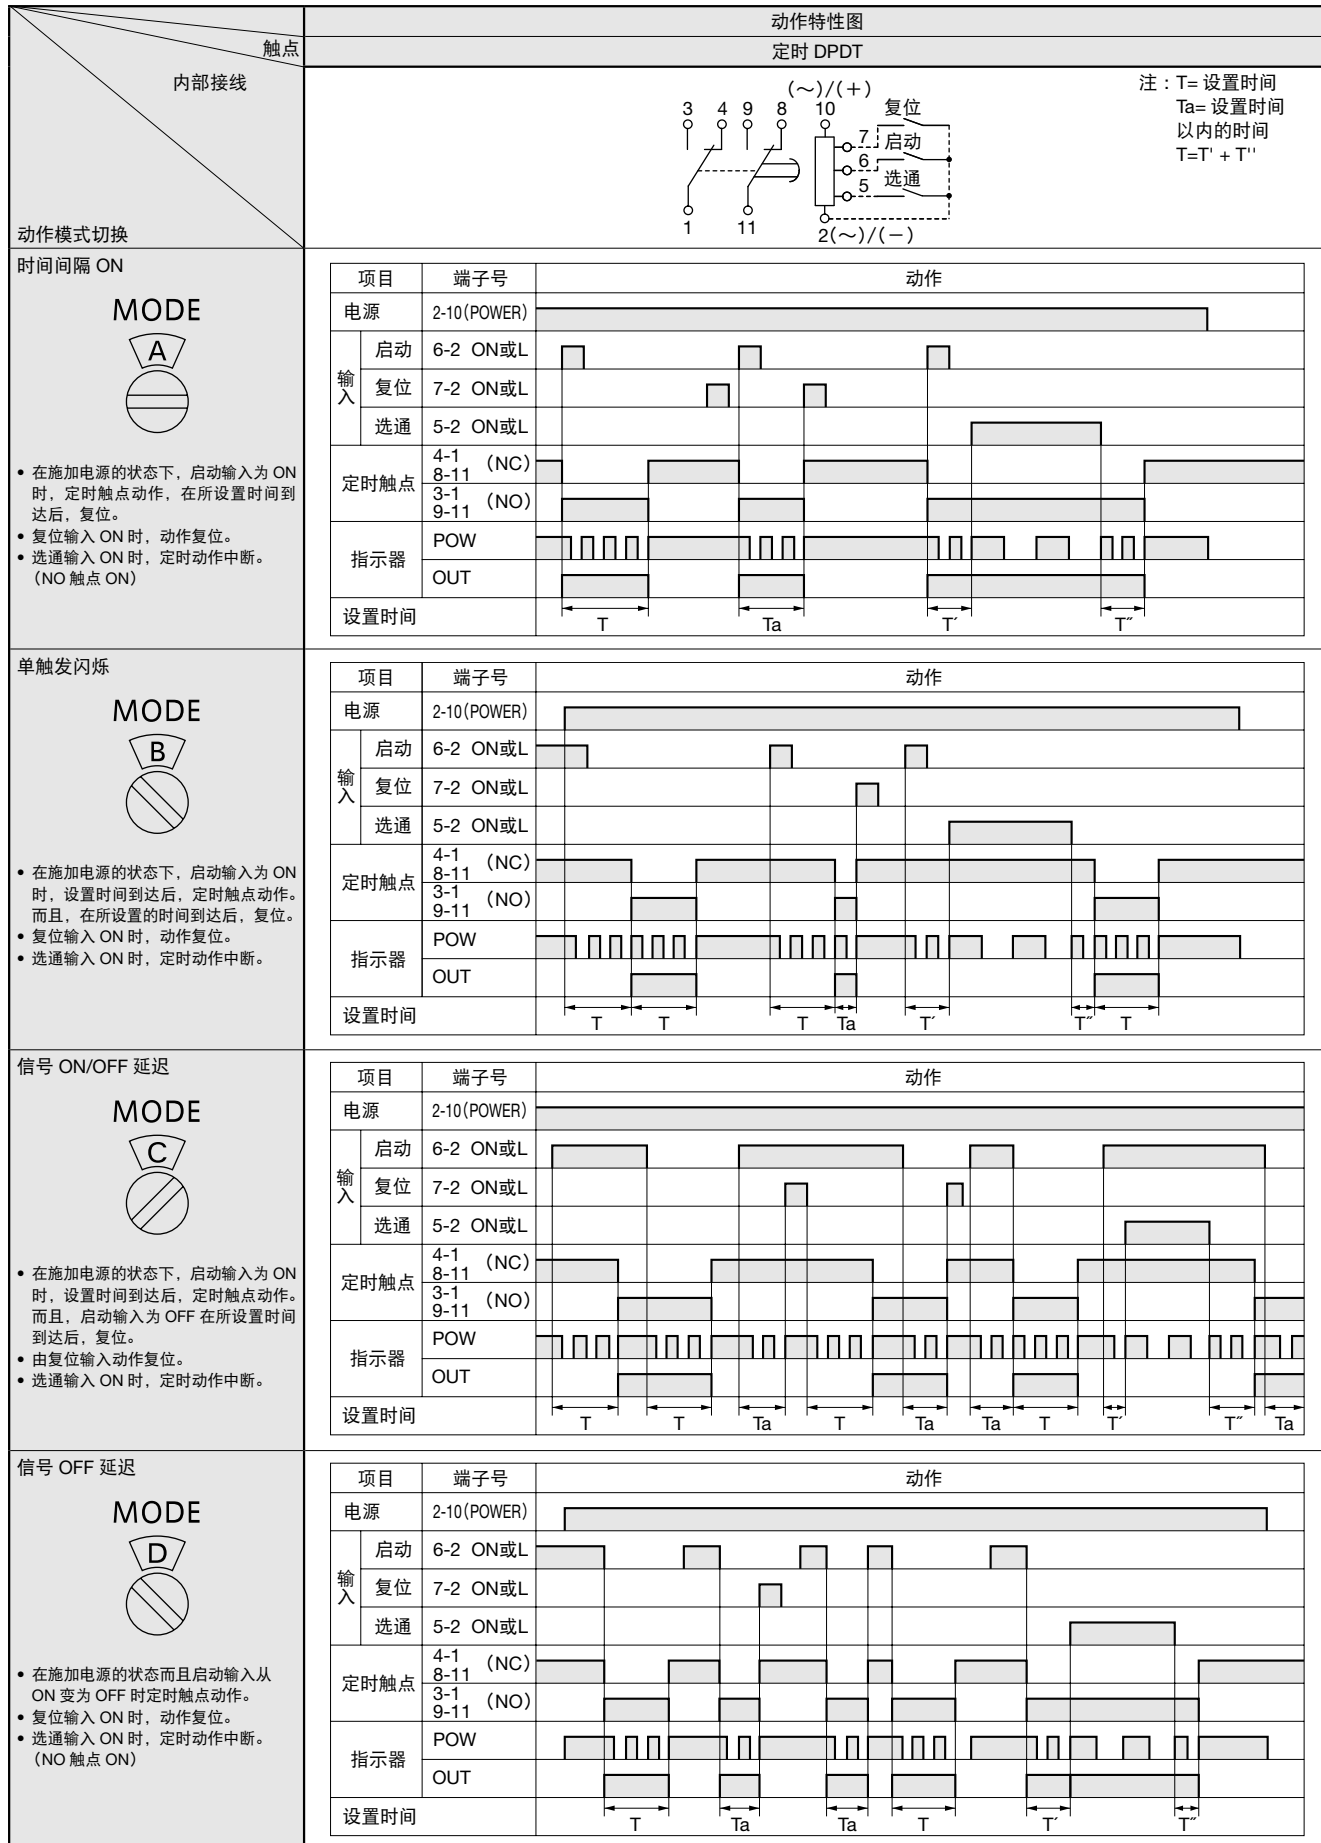 动作特性图
触点
定时 DPDT
内部接线
动作模式切换
(～)/(＋)
3 4 9 8 10
复位
7
启动
6
选通
5
1 11 2(～)/(－)
注：T= 设置时间
Ta= 设置时间
以内的时间
T=T' + T''
时间间隔 ON
MODE
A
• 在施加电源的状态下，启动输入为 ON
时，定时触点动作，在所设置时间到
达后，复位。
• 复位输入 ON 时，动作复位。
• 选通输入 ON 时，定时动作中断。
（NO 触点 ON）
项目 端子号 动作
电源 2-10(POWER)
输入
启动 6-2 ON或L
复位 7-2 ON或L
选通 5-2 ON或L
定时触点
4-1
8-11 （NC）
3-1
9-11 （NO）
指示器
POW
OUT
设置时间
T Ta T′ T″
单触发闪烁
MODE
B
• 在施加电源的状态下，启动输入为 ON
时，设置时间到达后，定时触点动作。
而且，在所设置的时间到达后，复位。
• 复位输入 ON 时，动作复位。
• 选通输入 ON 时，定时动作中断。
项目 端子号 动作
电源 2-10(POWER)
输入
启动 6-2 ON或L
复位 7-2 ON或L
选通 5-2 ON或L
定时触点
4-1
8-11 （NC）
3-1
9-11 （NO）
指示器
POW
OUT
设置时间
T T T Ta T′ T″ T
信号 ON/OFF 延迟
MODE
C
• 在施加电源的状态下，启动输入为 ON
时，设置时间到达后，定时触点动作。
而且，启动输入为 OFF 在所设置时间
到达后，复位。
• 由复位输入动作复位。
• 选通输入 ON 时，定时动作中断。
项目 端子号 动作
电源 2-10(POWER)
输入
启动 6-2 ON或L
复位 7-2 ON或L
选通 5-2 ON或L
定时触点
4-1
8-11 （NC）
3-1
9-11 （NO）
指示器
POW
OUT
设置时间
T T Ta T Ta Ta T T′ T″ Ta
信号 OFF 延迟
MODE
D
• 在施加电源的状态而且启动输入从
ON 变为 OFF 时定时触点动作。
• 复位输入 ON 时，动作复位。
• 选通输入 ON 时，定时动作中断。
（NO 触点 ON）
项目 端子号 动作
电源 2-10(POWER)
输入
启动 6-2 ON或L
复位 7-2 ON或L
选通 5-2 ON或L
定时触点
4-1
8-11 （NC）
3-1
9-11 （NO）
指示器
POW
OUT
设置时间
T Ta Ta T T′ T″